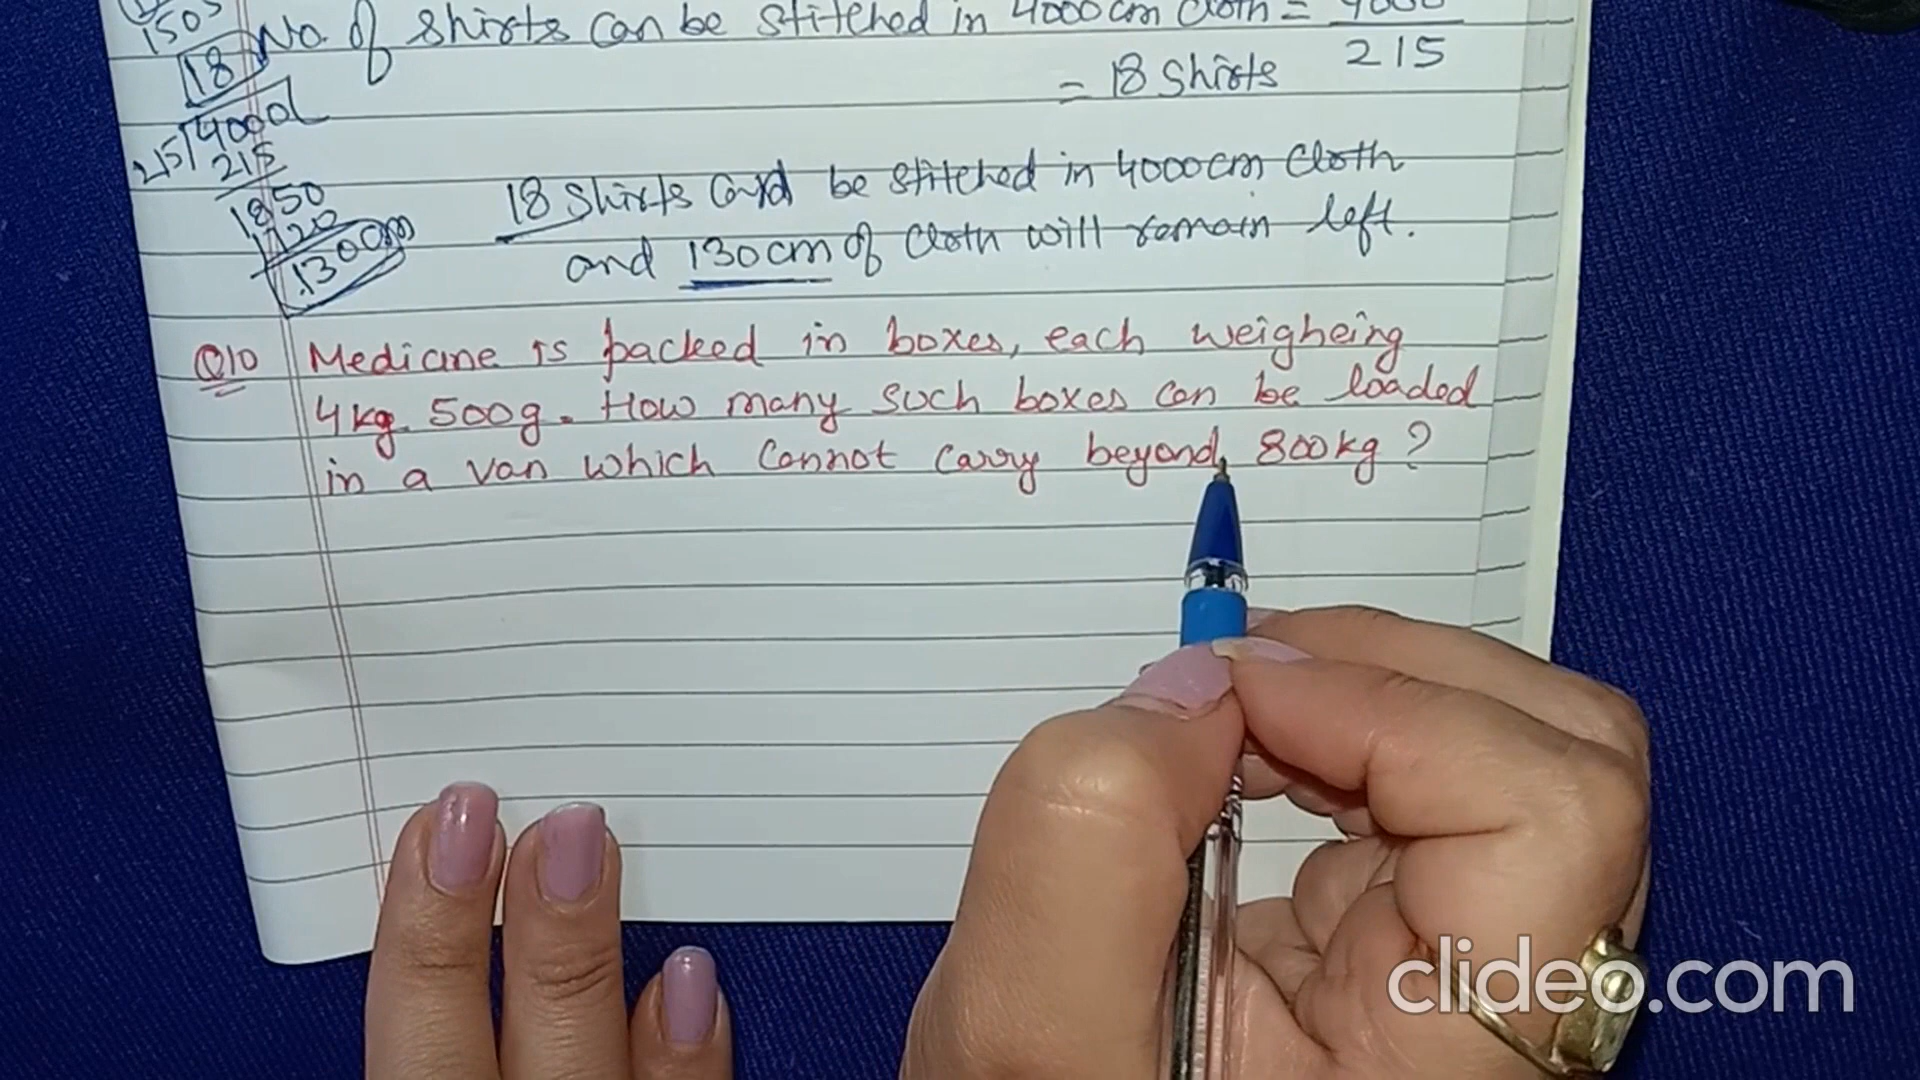 150
18 No. of Shirts can be Stitched in 4000cm Cloth = 4000
215
= 18 Shirts
215 4000
215
1850
1720
130cm
18 Shirts could be Stitched in 4000cm Cloth
and 130cm of Cloth will remain left.
Q10 Medicine is packed in boxes, each weigheing
4kg. 500g. How many such boxes can be loaded
in a van which cannot carry beyond 800kg?
clideo.com